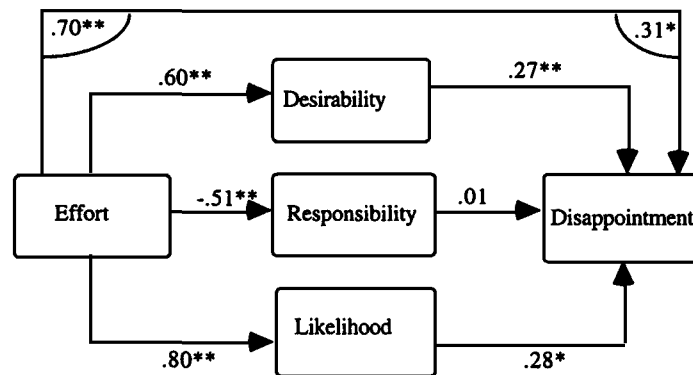 .70**
.31*
.60**
Desirability
.27**
Effort
-.51**
Responsibility
.01
Disappointment
.80**
Likelihood
.28*